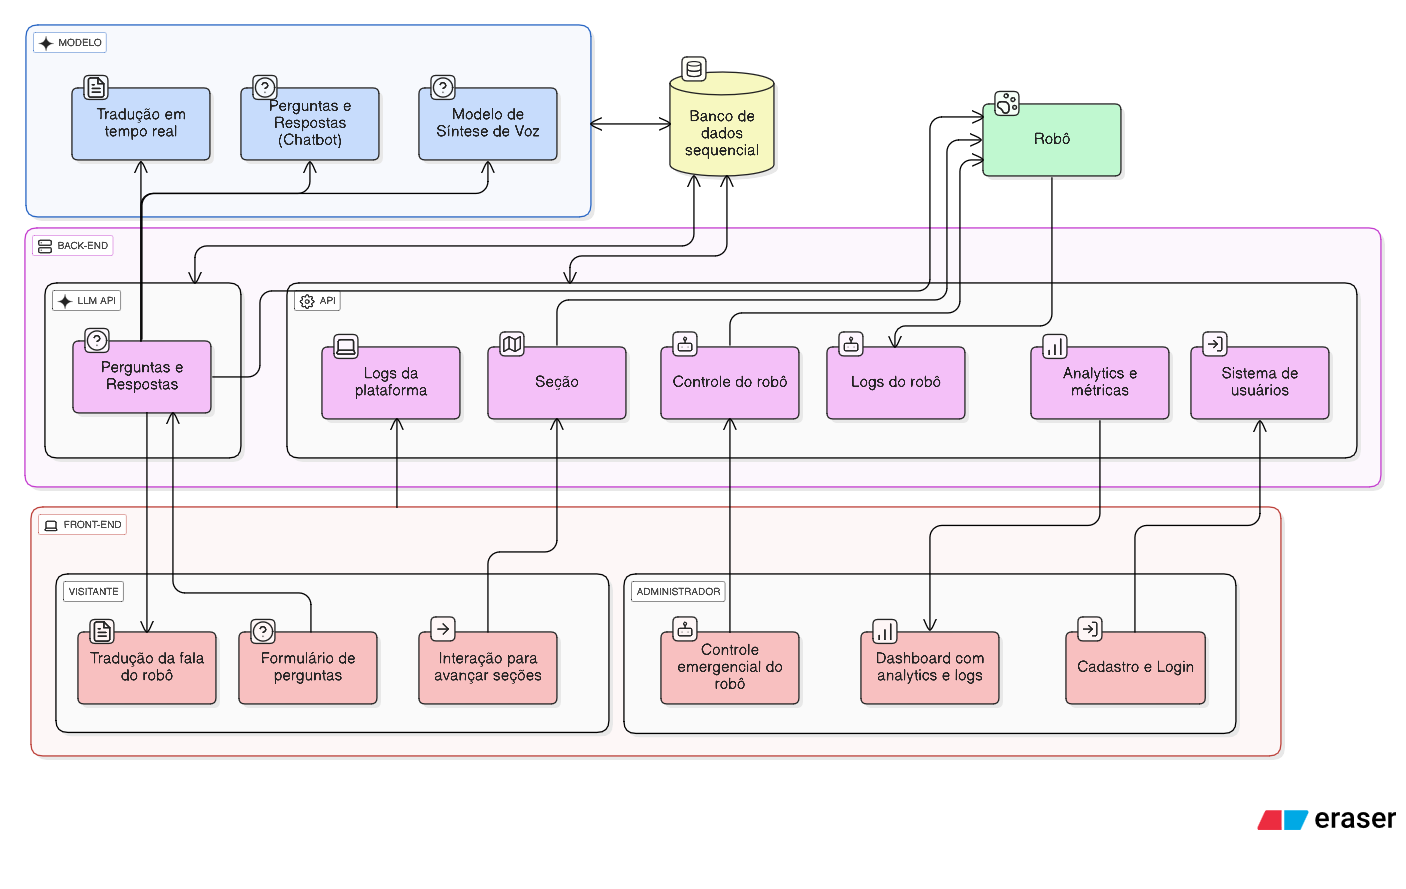 MODELO
Tradução em
tempo real
Perguntas e
Respostas
(Chatbot)
Modelo de
Síntese de Voz
Banco de
dados
sequencial
Robô
BACK-END
LLM API
Perguntas e
Respostas
API
Logs da
plataforma
Seção
Controle do robô
Logs do robô
Analytics e
métricas
Sistema de
usuários
FRONT-END
VISITANTE
Tradução da fala
do robô
Formulário de
perguntas
Interação para
avançar seções
ADMINISTRADOR
Controle
emergencial do
robô
Dashboard com
analytics e logs
Cadastro e Login
eraser